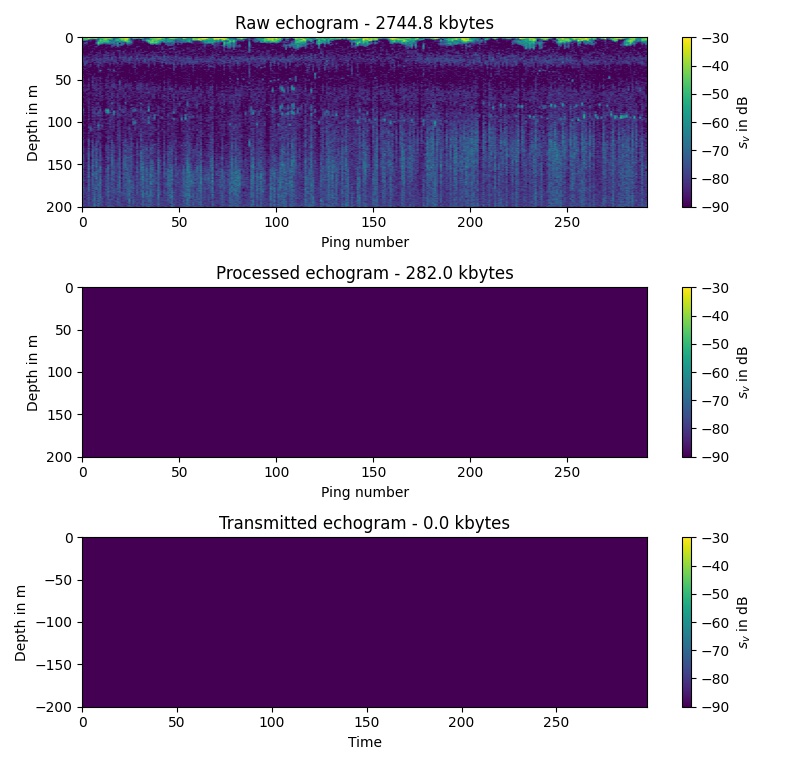 Raw echogram - 2744.8 kbytes
0
50
100
150
200
Depth in m
0 50 100 150 200 250
Ping number
−30
−40
−50
−60
−70
−80
−90
sv in dB
Processed echogram - 282.0 kbytes
0
50
100
150
200
Depth in m
0 50 100 150 200 250
Ping number
−30
−40
−50
−60
−70
−80
−90
sv in dB
Transmitted echogram - 0.0 kbytes
0
−50
−100
−150
−200
Depth in m
0 50 100 150 200 250
Time
−30
−40
−50
−60
−70
−80
−90
sv in dB